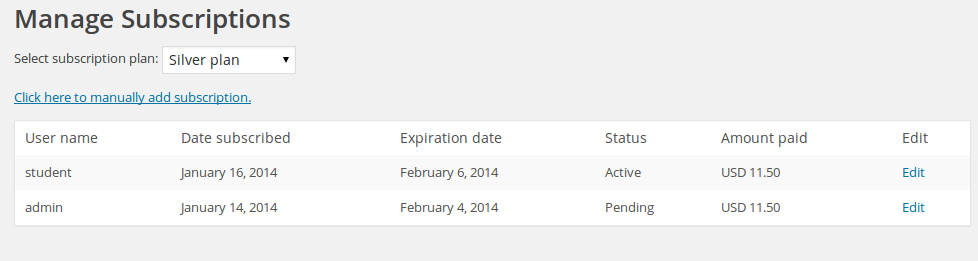 Manage Subscriptions
Select subscription plan: Silver plan
Click here to manually add subscription.
User name Date subscribed Expiration date Status Amount paid Edit
student January 16, 2014 February 6, 2014 Active USD 11.50 Edit
admin January 14, 2014 February 4, 2014 Pending USD 11.50 Edit